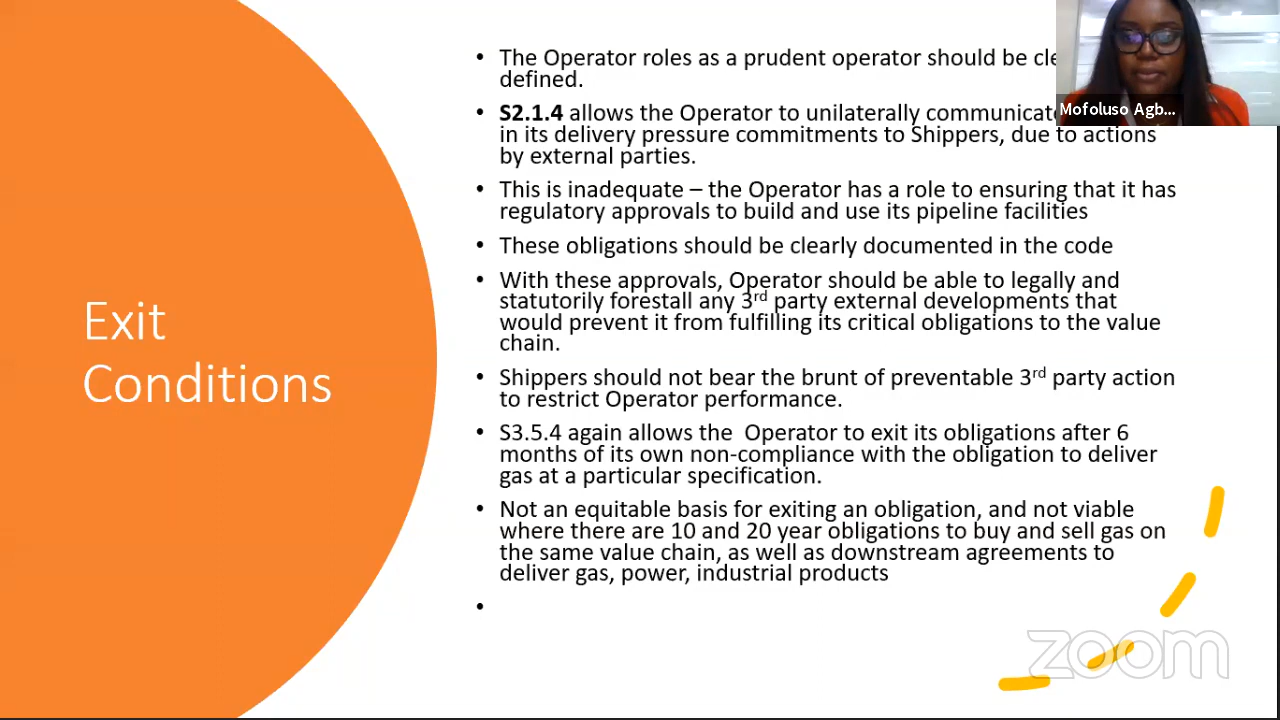 • The Operator roles as a prudent operator should be
defined.
• S2.1.4 allows the Operator to unilaterally communicate
in its delivery pressure commitments to Shippers, due to actions
by external parties.
• This is inadequate – the Operator has a role to ensuring that it has
regulatory approvals to build and use its pipeline facilities
• These obligations should be clearly documented in the code
• With these approvals, Operator should be able to legally and
statutorily forestall any 3rd party external developments that
would prevent it from fulfilling its critical obligations to the value
chain.
• Shippers should not bear the brunt of preventable 3rd party action
to restrict Operator performance.
• S3.5.4 again allows the Operator to exit its obligations after 6
months of its own non-compliance with the obligation to deliver
gas at a particular specification.
• Not an equitable basis for exiting an obligation, and not viable
where there are 10 and 20 year obligations to buy and sell gas on
the same value chain, as well as downstream agreements to
deliver gas, power, industrial products
•
Exit
Conditions
Mofoluso Agb...
zoom